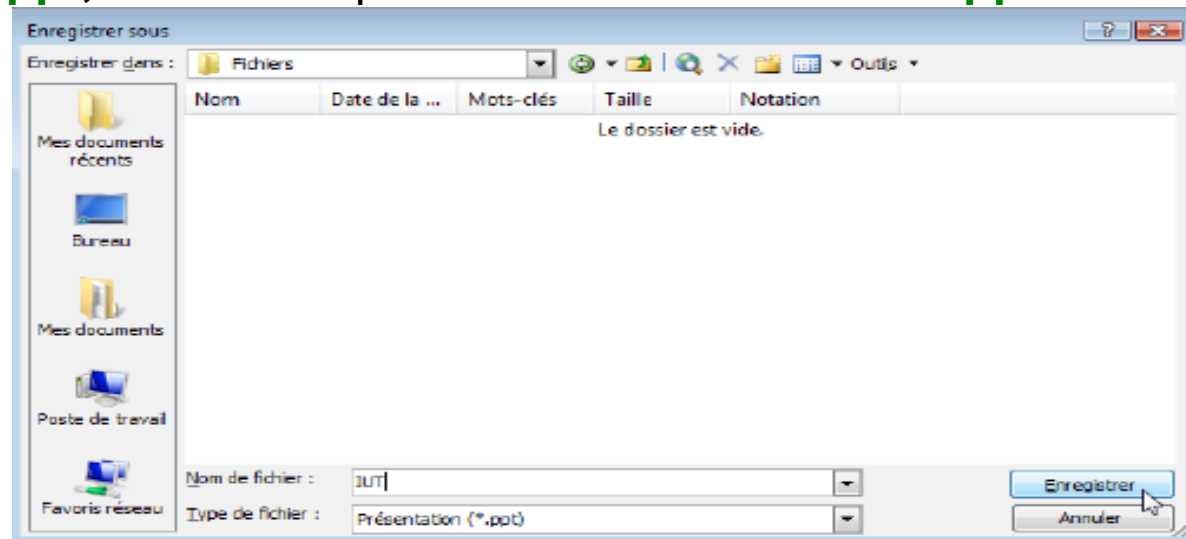 Enregistrer sous
Enregistrer dans : Fichiers Outils
Nom Date de la ... Mots-clés Taille Notation
Le dossier est vide.
Mes documents
récents
Bureau
Mes documents
Poste de travail
Favoris réseau
Nom de fichier : IUT Enregistrer
Type de fichier : Présentation (*.ppt) Annuler